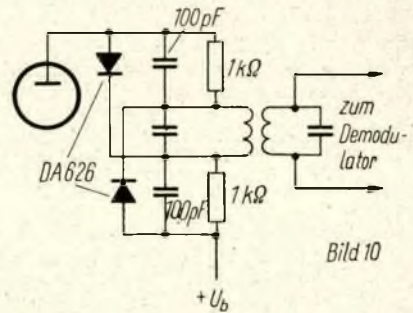 100pF
1kΩ
DA626
zum
Demodu-
lator
100pF
1kΩ
Bild 10
+U_b